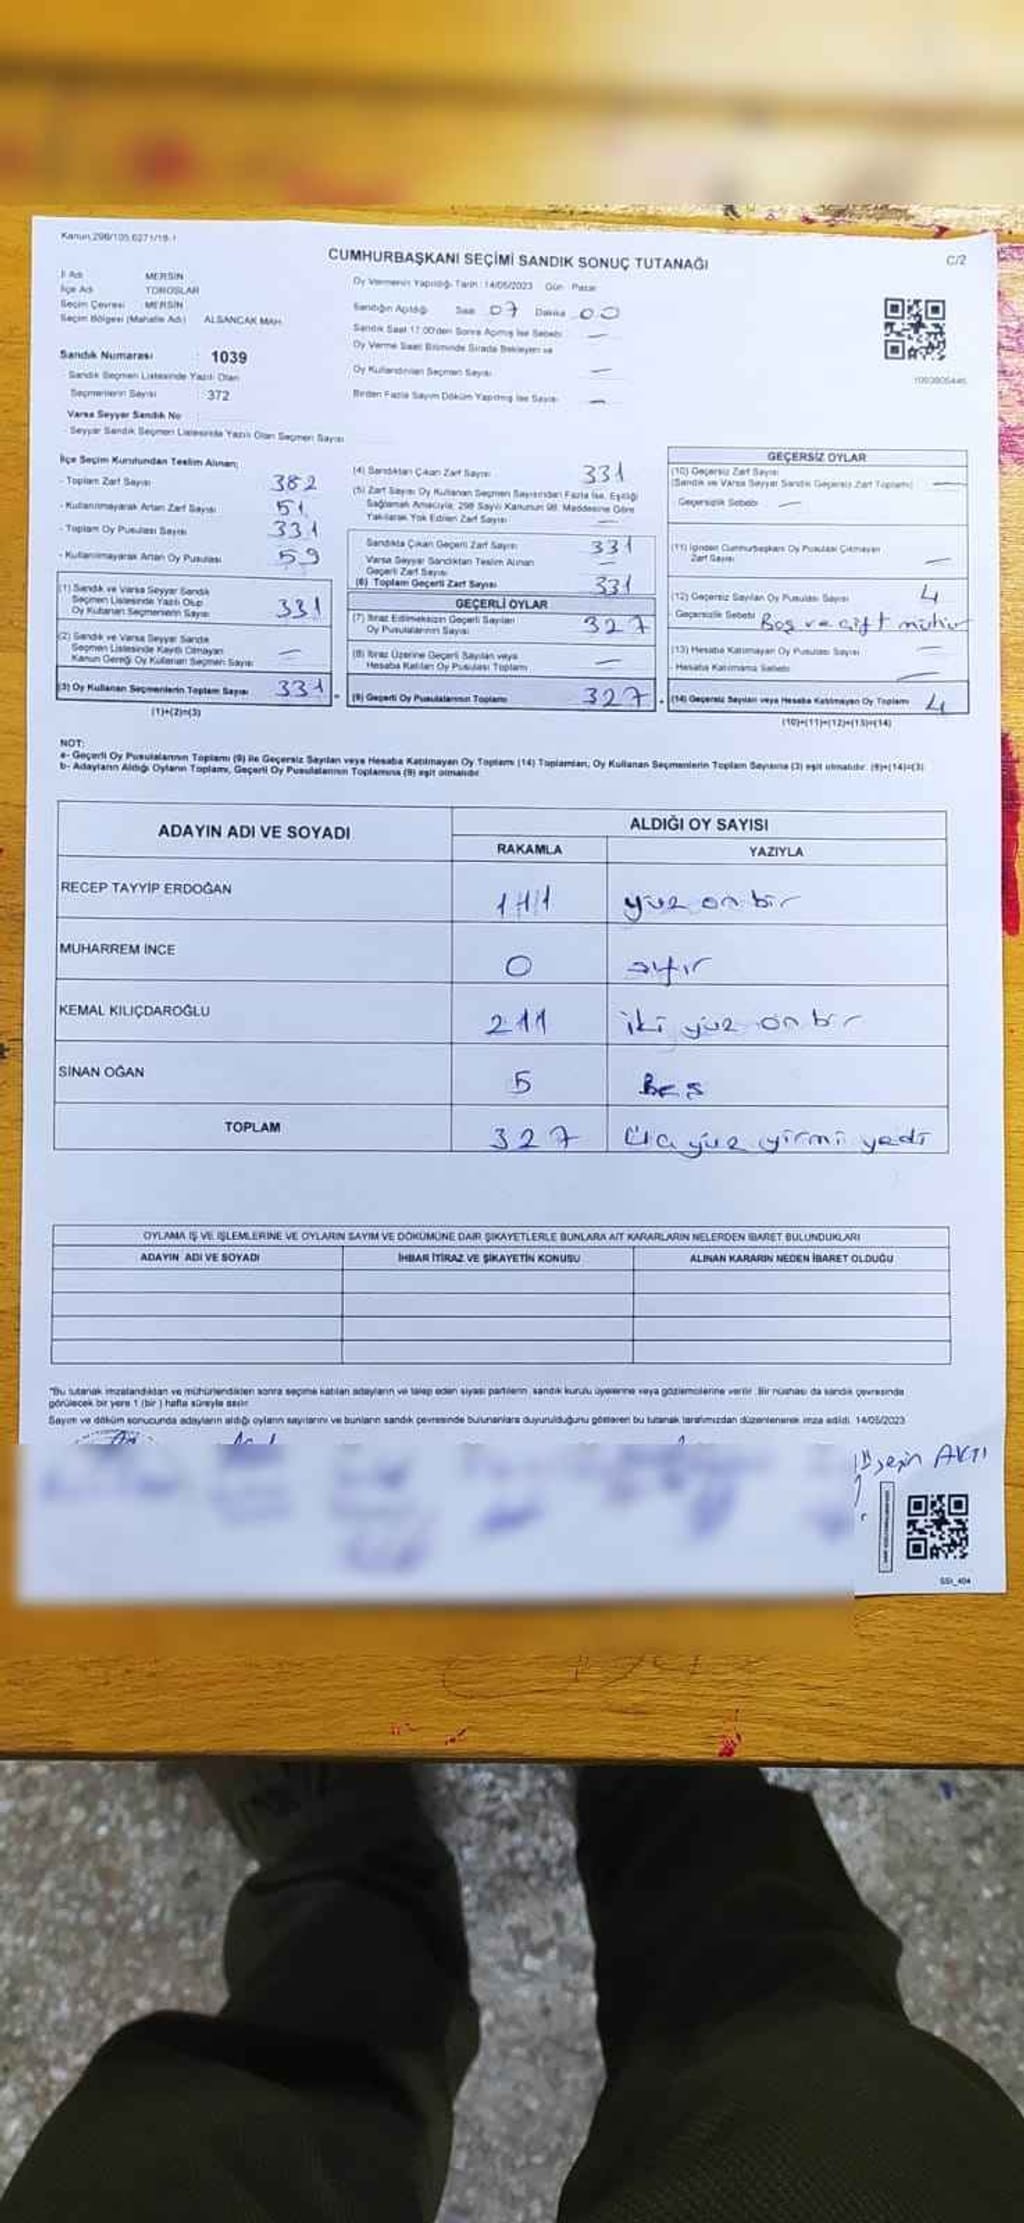 Kanun:298/105,6271/19-1
CUMHURBAŞKANI SEÇİMİ SANDIK SONUÇ TUTANAĞI
C/2
İl Adı MERSİN
İlçe Adı TOROSLAR
Seçim Çevresi MERSİN
Seçim Bölgesi (Mahalle Adı) ALSANCAK MAH.
Oy Vermenin Yapıldığı Tarih : 14/05/2023 Gün : Pazar
Sandığın Açıldığı Saat 07 Dakika 00
Sandık Saat 17.00'den Sonra Açılmış İse Sebebi —
Oy Verme Saati Bitiminde Sırada Bekleyen ve
Oy Kullandırılan Seçmen Sayısı —
Birden Fazla Sayım Döküm Yapılmış İse Sayısı —
Sandık Numarası : 1039
Sandık Seçmen Listesinde Yazılı Olan
Seçmenlerin Sayısı : 372
Varsa Seyyar Sandık No
Seyyar Sandık Seçmen Listesinde Yazılı Olan Seçmen Sayısı
İlçe Seçim Kurulundan Teslim Alınan;
- Toplam Zarf Sayısı 382
- Kullanılmayarak Artan Zarf Sayısı 51
- Toplam Oy Pusulası Sayısı 331
- Kullanılmayarak Artan Oy Pusulası 59
(1) Sandık ve Varsa Seyyar Sandık
Seçmen Listesinde Yazılı Olup
Oy Kullanan Seçmenlerin Sayısı 331
(2) Sandık ve Varsa Seyyar Sandık
Seçmen Listesinde Kayıtlı Olmayan
Kanun Gereği Oy Kullanan Seçmen Sayısı —
(3) Oy Kullanan Seçmenlerin Toplam Sayısı 331 =
(1)+(2)=(3)
(4) Sandıktan Çıkan Zarf Sayısı 331
(5) Zarf Sayısı Oy Kullanan Seçmen Sayısından Fazla İse, Eşitliği
Sağlamak Amacıyla; 298 Sayılı Kanunun 98. Maddesine Göre
Yakılarak Yok Edilen Zarf Sayısı —
Sandıkta Çıkan Geçerli Zarf Sayısı 331
Varsa Seyyar Sandıktan Teslim Alınan
Geçerli Zarf Sayısı —
(6) Toplam Geçerli Zarf Sayısı 331
GEÇERLİ OYLAR
(7) İtiraz Edilmeksizin Geçerli Sayılan
Oy Pusulalarının Sayısı 327
(8) İtiraz Üzerine Geçerli Sayılan veya
Hesaba Katılan Oy Pusulası Toplamı —
(9) Geçerli Oy Pusulalarının Toplamı 327 +
GEÇERSİZ OYLAR
(10) Geçersiz Zarf Sayısı
(Sandık ve Varsa Seyyar Sandık Geçersiz Zarf Toplamı) —
Geçersizlik Sebebi —
(11) İçinden Cumhurbaşkanı Oy Pusulası Çıkmayan
Zarf Sayısı —
(12) Geçersiz Sayılan Oy Pusulası Sayısı 4
- Geçersizlik Sebebi Boş ve çift mühür
(13) Hesaba Katılmayan Oy Pusulası Sayısı —
- Hesaba Katılmama Sebebi —
(14) Geçersiz Sayılan veya Hesaba Katılmayan Oy Toplamı 4
(10)+(11)+(12)+(13)=(14)
NOT:
a- Geçerli Oy Pusulalarının Toplamı (9) ile Geçersiz Sayılan veya Hesaba Katılmayan Oy Toplamı (14) Toplamları, Oy Kullanan Seçmenlerin Toplam Sayısına (3) eşit olmalıdır. (9)+(14)=(3)
b- Adayların Aldığı Oyların Toplamı, Geçerli Oy Pusulalarının Toplamına (9) eşit olmalıdır.
ADAYIN ADI VE SOYADI ALDIĞI OY SAYISI
RAKAMLA YAZIYLA
RECEP TAYYİP ERDOĞAN 111 yüz on bir
MUHARREM İNCE 0 sıfır
KEMAL KILIÇDAROĞLU 211 iki yüz on bir
SİNAN OĞAN 5 Beş
TOPLAM 327 Üçyüz yirmi yedi
OYLAMA İŞ VE İŞLEMLERİNE VE OYLARIN SAYIM VE DÖKÜMÜNE DAİR ŞİKAYETLERLE BUNLARA AİT KARARLARIN NELERDEN İBARET BULUNDUKLARI
ADAYIN ADI VE SOYADI İHBAR İTİRAZ VE ŞİKAYETİN KONUSU ALINAN KARARIN NEDEN İBARET OLDUĞU
"Bu tutanak imzalandıktan ve mühürlendikten sonra seçime katılan adayların ve talep eden siyasi partilerin sandık kurulu üyelerine veya gözlemcilerine verilir. Bir nüshası da sandık çevresinde
görülecek bir yere 1 (bir) hafta süreyle asılır.
Sayım ve döküm sonucunda adayların aldığı oyların sayılarını ve bunların sandık çevresinde bulunanlara duyurulduğunu gösteren bu tutanak tarafımızdan düzenlenerek imza edildi. 14/05/2023
AKTI
SSI_404